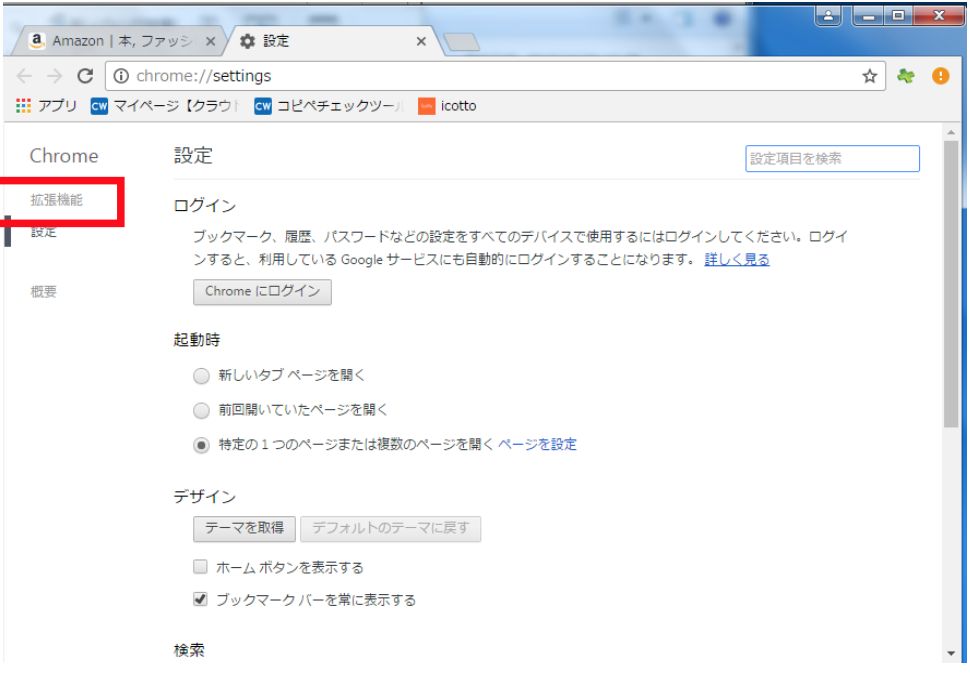 Amazon | 本, ファッシ
設定
chrome://settings
アプリ
CW マイページ【クラウド
CW コピペチェックツール
icotto
Chrome
設定
設定項目を検索
拡張機能
設定
概要
ログイン
ブックマーク、履歴、パスワードなどの設定をすべてのデバイスで使用するにはログインしてください。ログイ
ンすると、利用している Google サービスにも自動的にログインすることになります。 詳しく見る
Chrome にログイン
起動時
新しいタブ ページを開く
前回開いていたページを開く
特定の 1 つのページまたは複数のページを開く ページを設定
デザイン
テーマを取得
デフォルトのテーマに戻す
ホーム ボタンを表示する
ブックマーク バーを常に表示する
検索